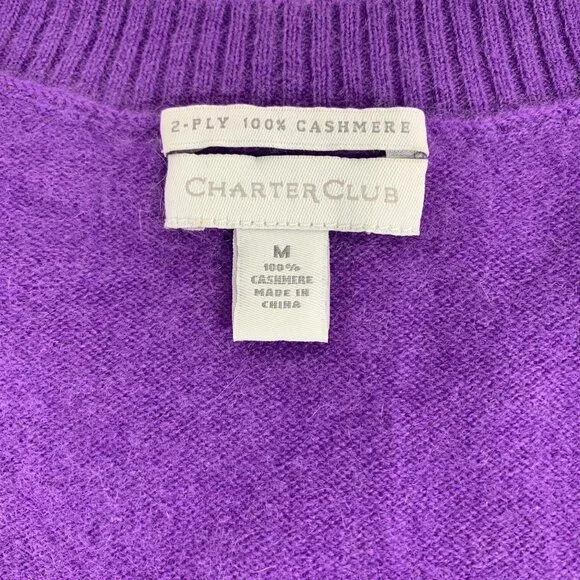 2-PLY 100% CASHMERE
CHARTER CLUB
M
100%
CASHMERE
MADE IN
CHINA